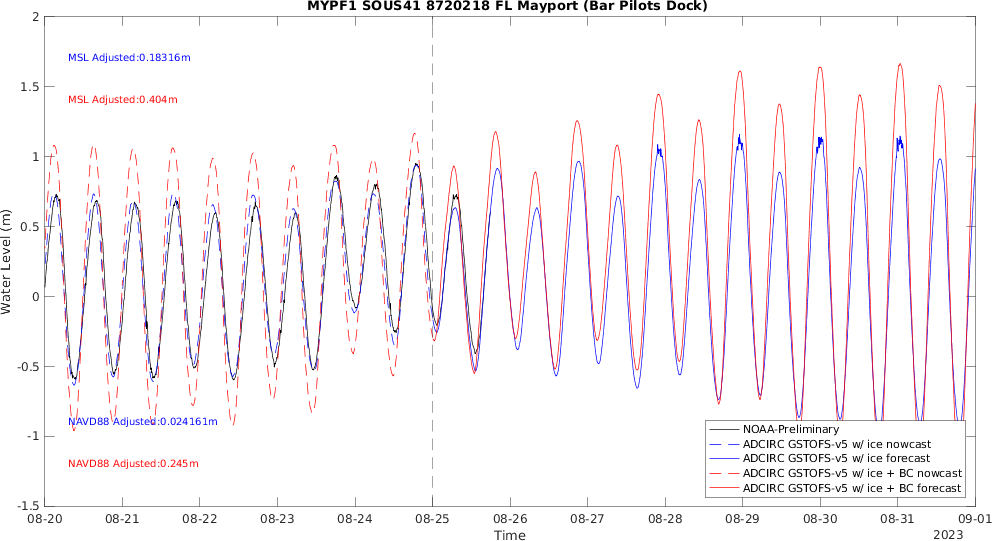 MYPF1 SOUS41 8720218 FL Mayport (Bar Pilots Dock)
2
1.5
1
0.5
0
-0.5
-1
-1.5
Water Level (m)
MSL Adjusted:0.18316m
MSL Adjusted:0.404m
NAVD88 Adjusted:0.024161m
NAVD88 Adjusted:0.245m
NOAA-Preliminary
ADCIRC GSTOFS-v5 w/ ice nowcast
ADCIRC GSTOFS-v5 w/ ice forecast
ADCIRC GSTOFS-v5 w/ ice + BC nowcast
ADCIRC GSTOFS-v5 w/ ice + BC forecast
08-20 08-21 08-22 08-23 08-24 08-25 08-26 08-27 08-28 08-29 08-30 08-31 09-01
Time
2023